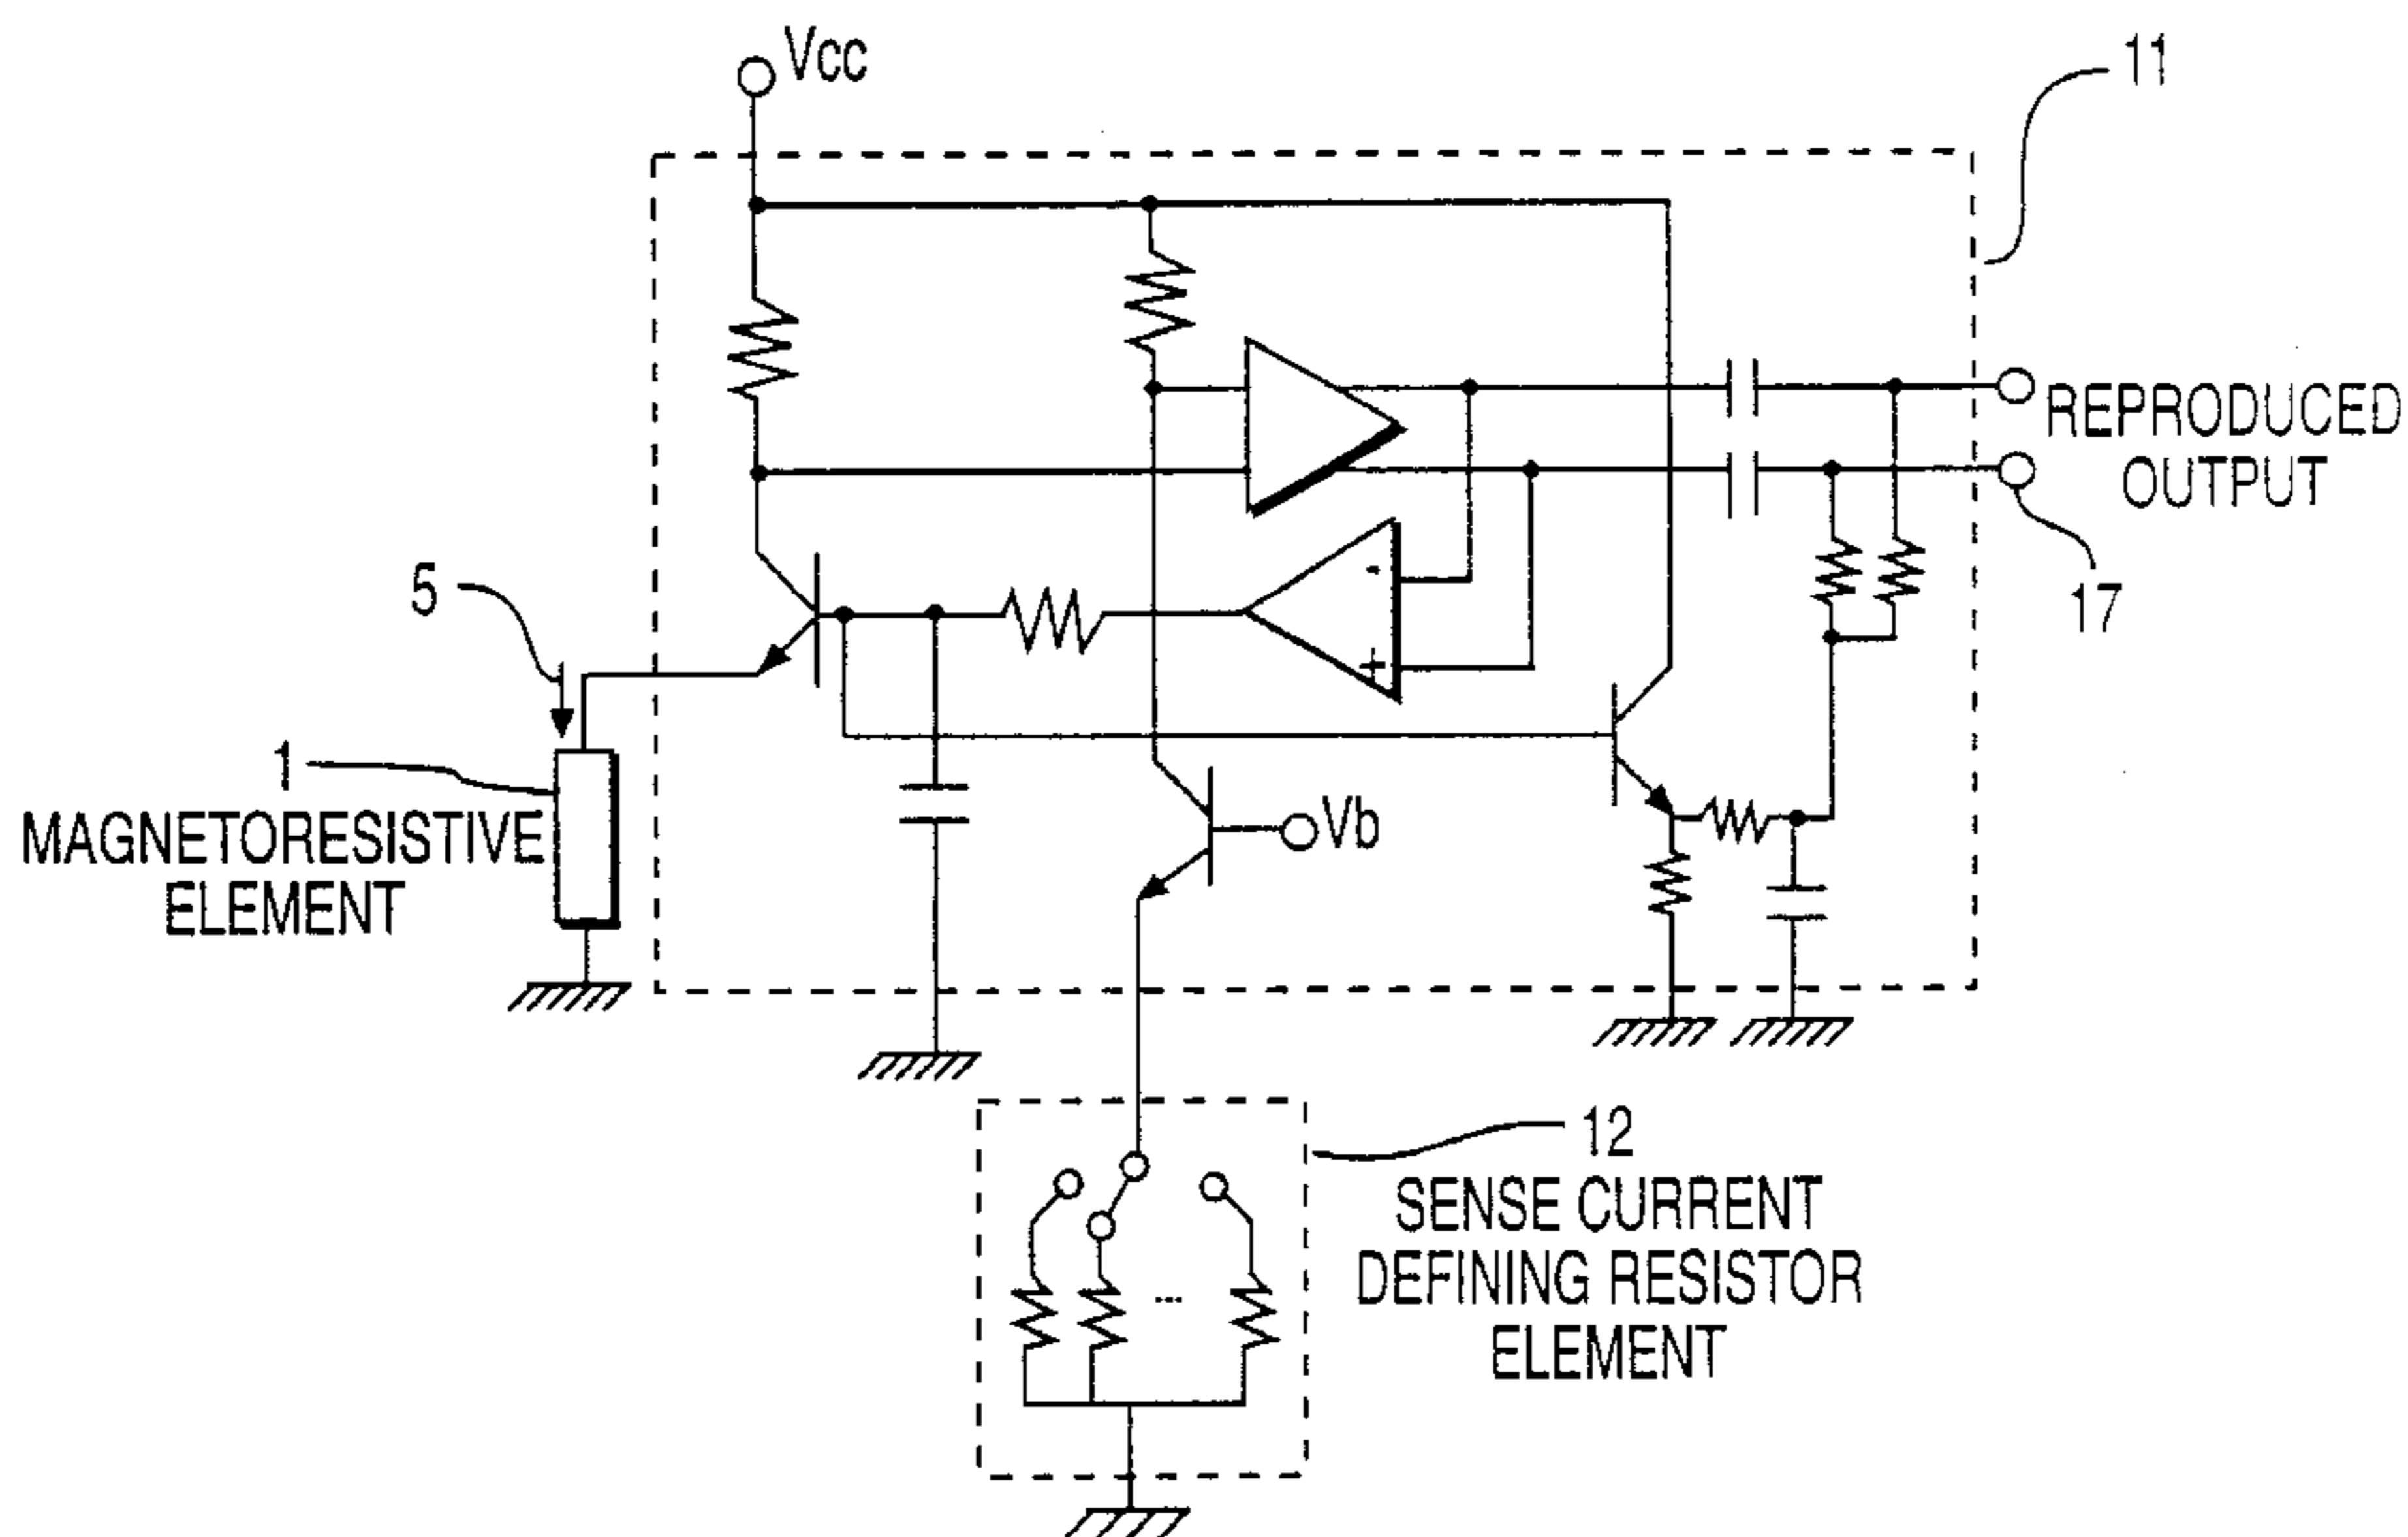 Vcc
11
REPRODUCED
OUTPUT
17
5
-
+
1
MAGNETORESISTIVE
ELEMENT
Vb
12
SENSE CURRENT
DEFINING RESISTOR
ELEMENT
...